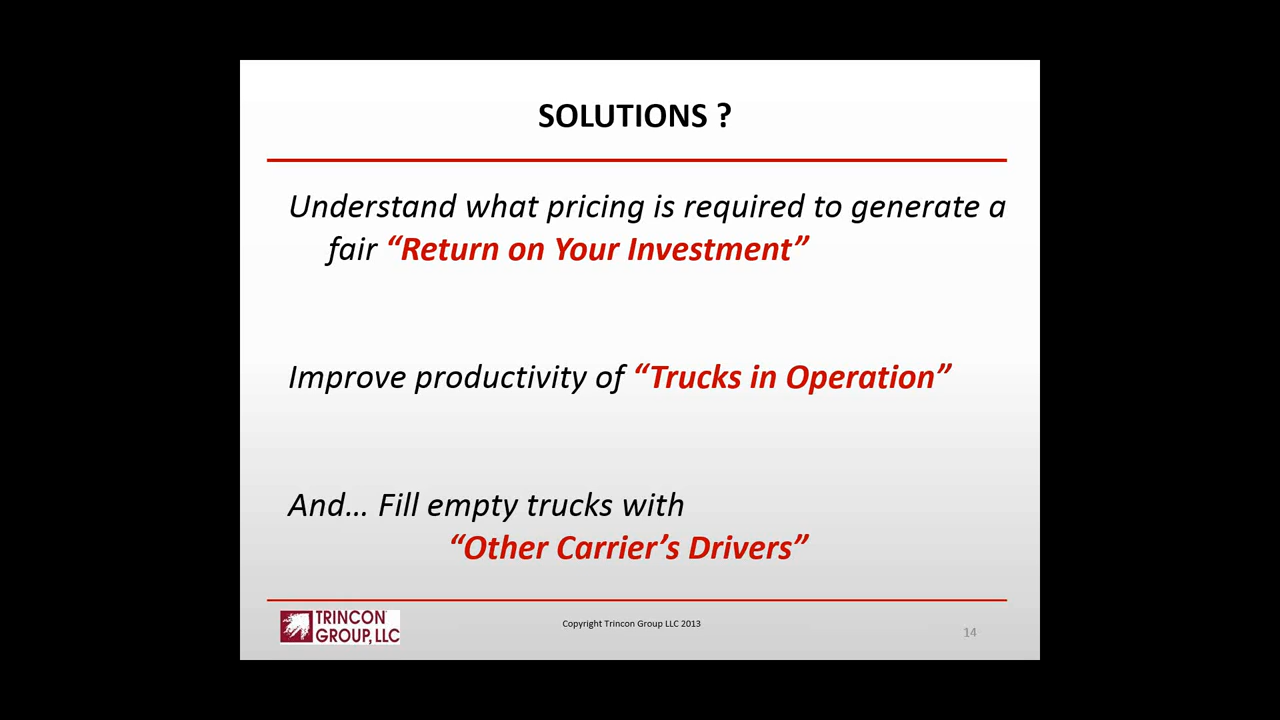 SOLUTIONS ?
Understand what pricing is required to generate a
fair “Return on Your Investment”
Improve productivity of “Trucks in Operation”
And… Fill empty trucks with
“Other Carrier’s Drivers”
TRINCON
GROUP, LLC
Copyright Trincon Group LLC 2013
14